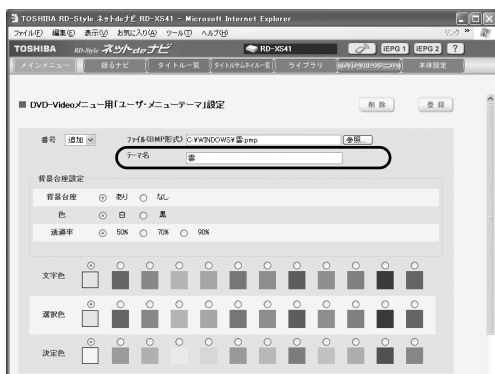 TOSHIBA RD-Style ネットdeナビ RD-XS41 - Microsoft Internet Explorer
ファイル(F) 編集(E) 表示(V) お気に入り(A) ツール(T) ヘルプ(H) リンク »
TOSHIBA RD-Style ネットdeナビ RD-XS41 iEPG 1 iEPG 2 ?
メインメニュー 録るナビ タイトル一覧 タイトルサムネイル一覧 ライブラリ 本体設定
■ DVD-Videoメニュー用「ユーザ・メニューテーマ」設定 削除 登録
番号 追加 ファイル(BMP形式) C:¥WINDOWS¥雲.pmp 参照...
テーマ名 雲
背景台座設定
背景台座 あり なし
色 白 黒
透過率 50% 70% 90%
文字色
選択色
決定色